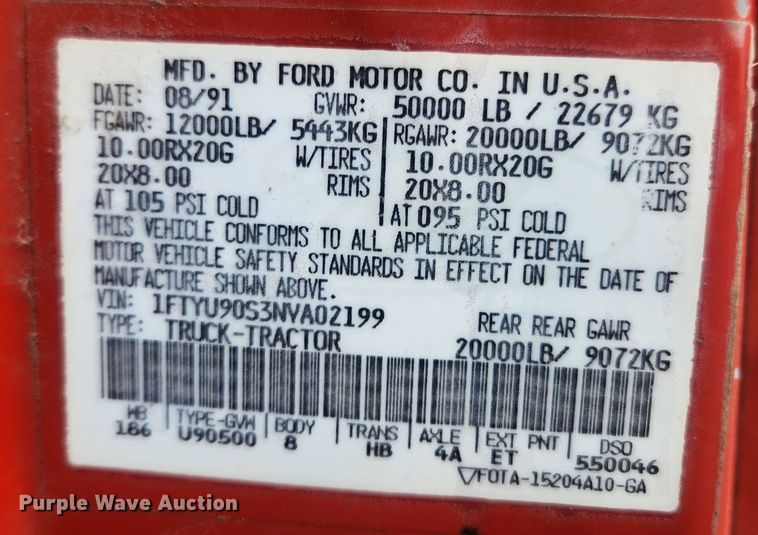 MFD. BY FORD MOTOR CO. IN U.S.A.
DATE: 08/91 GVWR: 50000 LB / 22679 KG
FGAWR: 12000LB/ 5443KG RGAWR: 20000LB/ 9072KG
10.00RX20G W/TIRES 10.00RX20G W/TIRES
20X8.00 RIMS 20X8.00 RIMS
AT 105 PSI COLD AT 095 PSI COLD
THIS VEHICLE CONFORMS TO ALL APPLICABLE FEDERAL
MOTOR VEHICLE SAFETY STANDARDS IN EFFECT ON THE DATE OF
MANUFACTURE SHOWN ABOVE.
VIN: 1FTYU90S3NVA02199 REAR REAR GAWR
TYPE: TRUCK-TRACTOR 20000LB/ 9072KG
WB TYPE-GVW BODY TRANS AXLE EXT PNT DSO
186 U90500 8 HB 4A ET 550046
FOTA-15204A10-GA
Purple Wave Auction